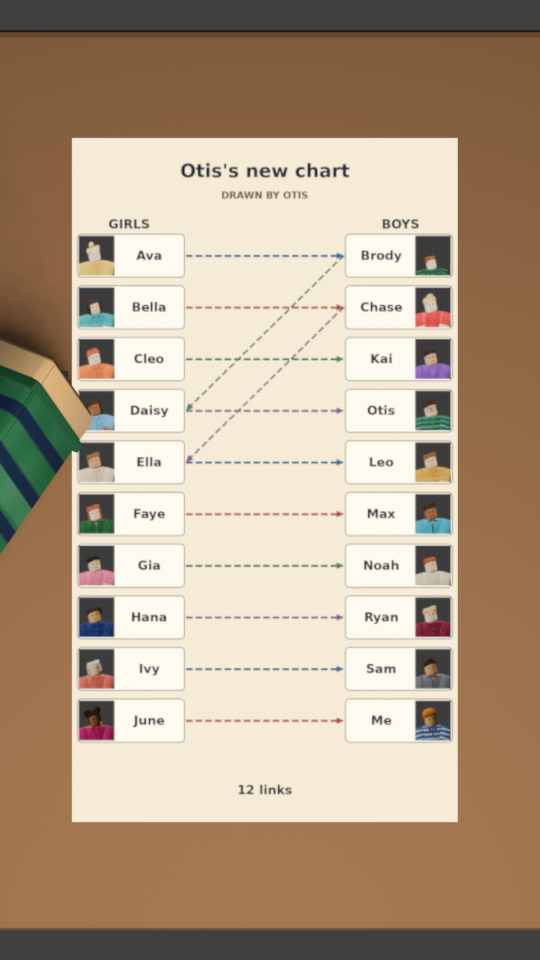 Otis's new chart
DRAWN BY OTIS
GIRLS BOYS
Ava Brody
Bella Chase
Cleo Kai
Daisy Otis
Ella Leo
Faye Max
Gia Noah
Hana Ryan
Ivy Sam
June Me
12 links